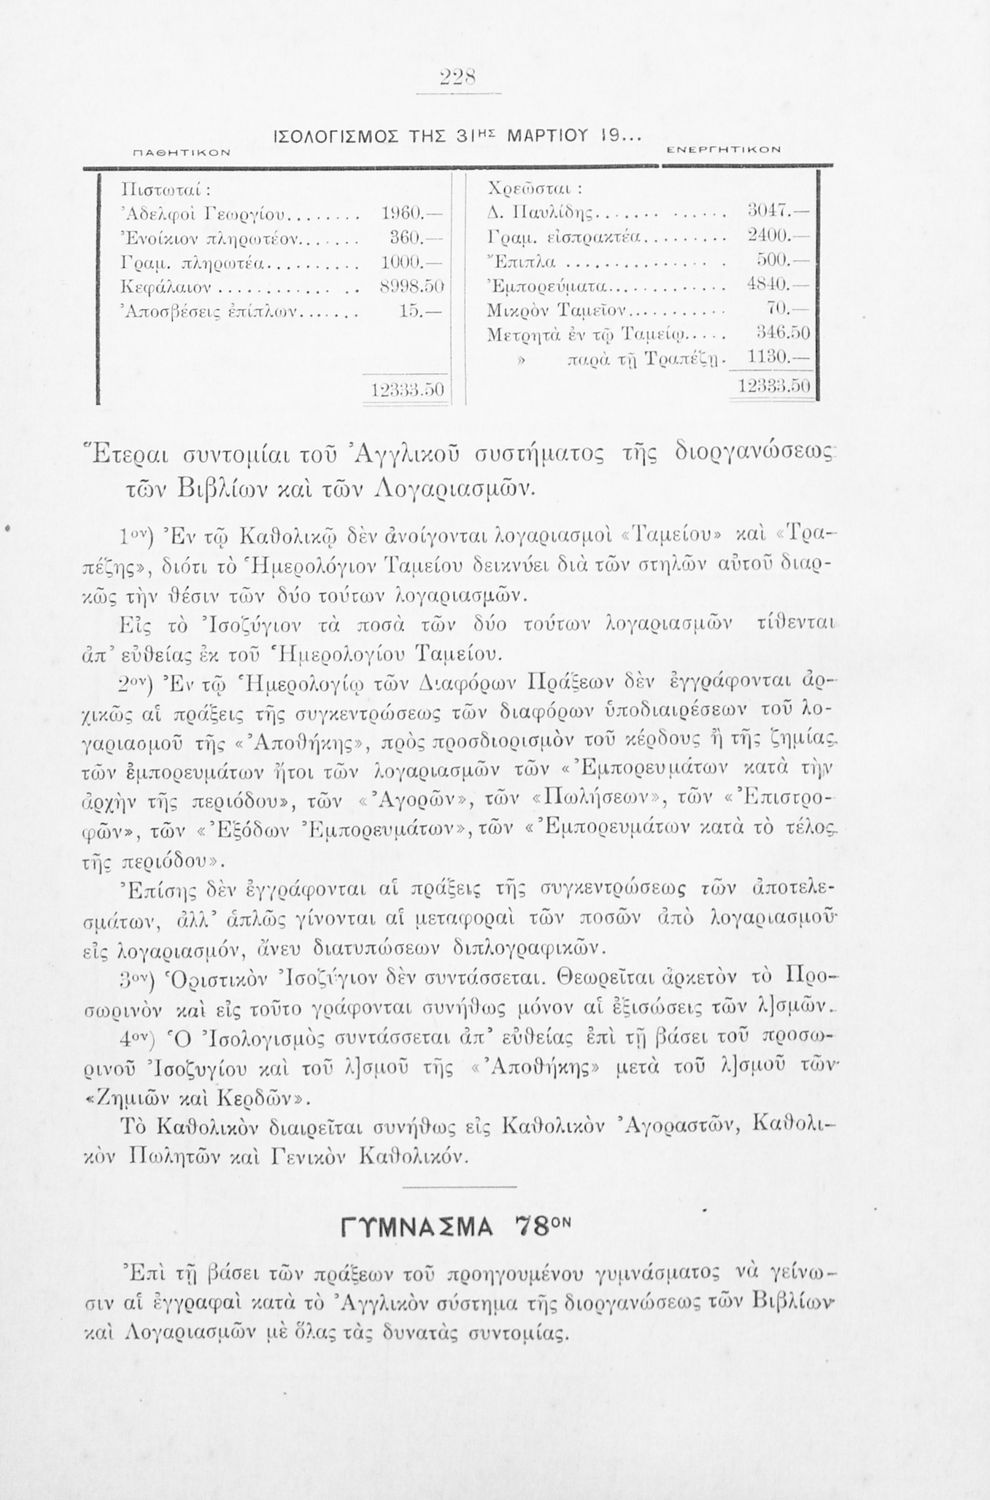 228
ΙΣΟΛΟΓΙΣΜΟΣ ΤΗΣ 31ΗΣ ΜΑΡΤΙΟΥ 19...
ΠΑΘΗΤΙΚΟΝ
ΕΝΕΡΓΗΤΙΚΟΝ
Πιστωταί :
Ἀδελφοὶ Γεωργίου........ 1960.—
Ἐνοίκιον πληρωτέον....... 360.—
Γραμ. πληρωτέα.......... 1000.—
Κεφάλαιον .............. 8998.50
Ἀποσβέσεις ἐπίπλων....... 15.—
12333.50
Χρεῶσται :
Δ. Παυλίδης............. 3047.—
Γραμ. εἰσπρακτέα......... 2400.—
Ἔπιπλα ................ 500.—
Ἐμπορεύματα............ 4840.—
Μικρὸν Ταμεῖον.......... 70.—
Μετρητὰ ἐν τῷ Ταμείῳ..... 346.50
» παρὰ τῇ Τραπέζῃ. 1130.—
12333.50
Ἕτεραι συντομίαι τοῦ Ἀγγλικοῦ συστήματος τῆς διοργανώσεως
τῶν Βιβλίων καὶ τῶν Λογαριασμῶν.
1ον) Ἐν τῷ Καθολικῷ δὲν ἀνοίγονται λογαριασμοὶ «Ταμείου» καὶ «Τρα-
πέζης», διότι τὸ Ἡμερολόγιον Ταμείου δεικνύει διὰ τῶν στηλῶν αὐτοῦ διαρ-
κῶς τὴν θέσιν τῶν δύο τούτων λογαριασμῶν.
Εἰς τὸ Ἰσοζύγιον τὰ ποσὰ τῶν δύο τούτων λογαριασμῶν τίθενται
ἀπ’ εὐθείας ἐκ τοῦ Ἡμερολογίου Ταμείου.
2ον) Ἐν τῷ Ἡμερολογίῳ τῶν Διαφόρων Πράξεων δὲν ἐγγράφονται ἀρ-
χικῶς αἱ πράξεις τῆς συγκεντρώσεως τῶν διαφόρων ὑποδιαιρέσεων τοῦ λο-
γαριασμοῦ τῆς «Ἀποθήκης», πρὸς προσδιορισμὸν τοῦ κέρδους ἢ τῆς ζημίας
τῶν ἐμπορευμάτων ἤτοι τῶν λογαριασμῶν τῶν «Ἐμπορευμάτων κατὰ τὴν
ἀρχὴν τῆς περιόδου», τῶν «Ἀγορῶν», τῶν «Πωλήσεων», τῶν «Ἐπιστρο-
φῶν», τῶν «Ἐξόδων Ἐμπορευμάτων», τῶν «Ἐμπορευμάτων κατὰ τὸ τέλος
τῆς περιόδου».
Ἐπίσης δὲν ἐγγράφονται αἱ πράξεις τῆς συγκεντρώσεως τῶν ἀποτελε-
σμάτων, ἀλλ’ ἁπλῶς γίνονται αἱ μεταφοραὶ τῶν ποσῶν ἀπὸ λογαριασμοῦ
εἰς λογαριασμόν, ἄνευ διατυπώσεων διπλογραφικῶν.
3ον) Ὁριστικὸν Ἰσοζύγιον δὲν συντάσσεται. Θεωρεῖται ἀρκετὸν τὸ Προ-
σωρινὸν καὶ εἰς τοῦτο γράφονται συνήθως μόνον αἱ ἐξισώσεις τῶν λ]σμῶν.
4ον) Ὁ Ἰσολογισμὸς συντάσσεται ἀπ’ εὐθείας ἐπὶ τῇ βάσει τοῦ προσω-
ρινοῦ Ἰσοζυγίου καὶ τοῦ λ]σμοῦ τῆς «Ἀποθήκης» μετὰ τοῦ λ]σμοῦ τῶν
«Ζημιῶν καὶ Κερδῶν».
Τὸ Καθολικὸν διαιρεῖται συνήθως εἰς Καθολικὸν Ἀγοραστῶν, Καθολι-
κὸν Πωλητῶν καὶ Γενικὸν Καθολικόν.
ΓΥΜΝΑΣΜΑ 78ΟΝ
Ἐπὶ τῇ βάσει τῶν πράξεων τοῦ προηγουμένου γυμνάσματος νὰ γείνω-
σιν αἱ ἐγγραφαὶ κατὰ τὸ Ἀγγλικὸν σύστημα τῆς διοργανώσεως τῶν Βιβλίων
καὶ Λογαριασμῶν μὲ ὅλας τὰς δυνατὰς συντομίας.